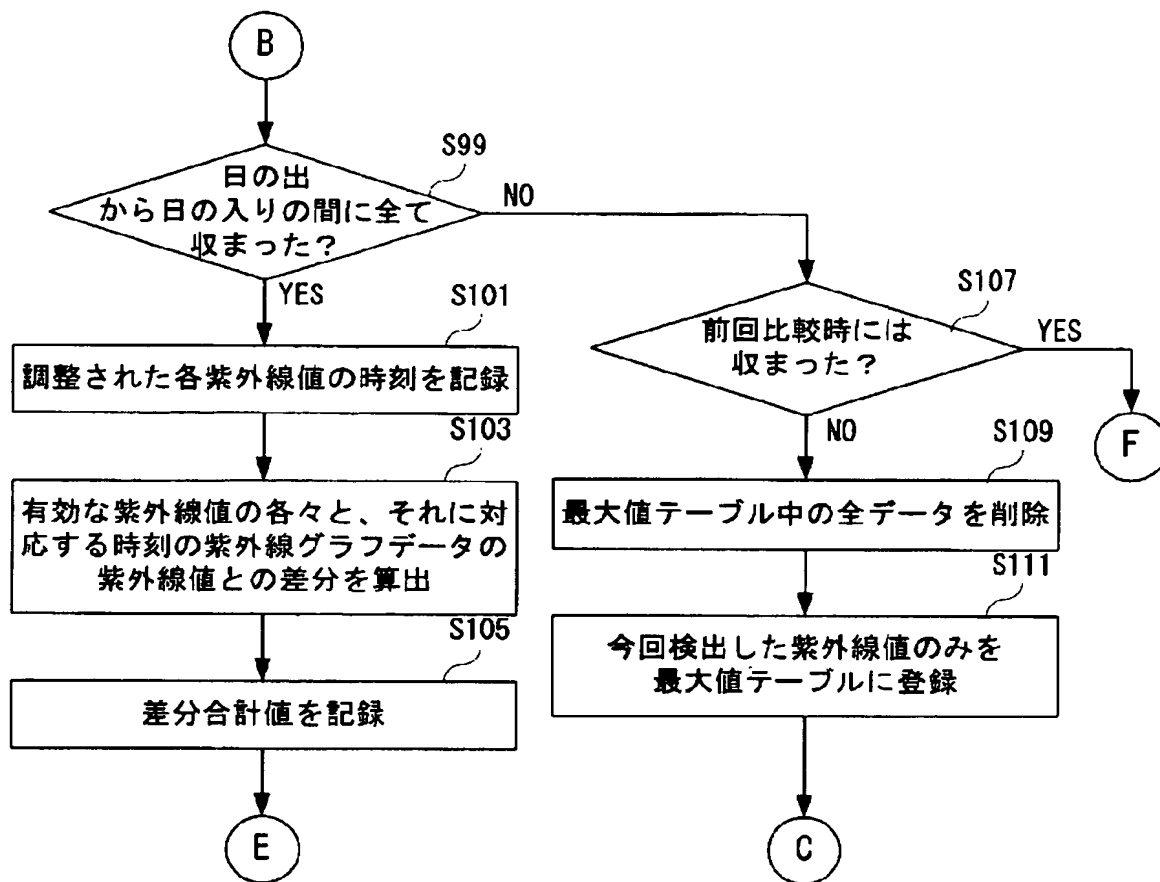 B
S99
日の出
から日の入りの間に全て
収まった?
NO
YES
S101
調整された各紫外線値の時刻を記録
S103
有効な紫外線値の各々と、それに対
応する時刻の紫外線グラフデータの
紫外線値との差分を算出
S105
差分合計値を記録
E
S107
前回比較時には
収まった?
YES
F
NO
S109
最大値テーブル中の全データを削除
S111
今回検出した紫外線値のみを
最大値テーブルに登録
C